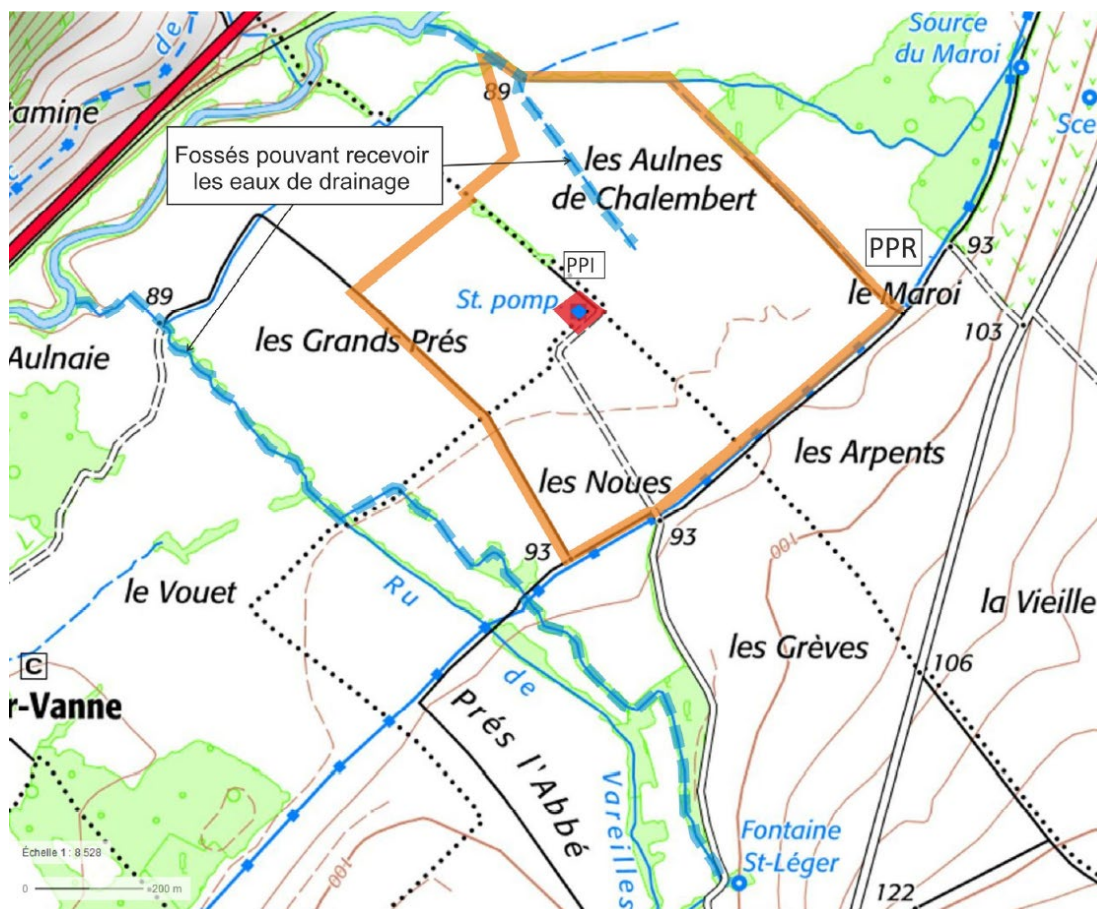 de
Source
du Maroi
tamine
89
Sce
Fossés pouvant recevoir
les eaux de drainage
les Aulnes
de Chalembert
PPR
93
PPI
St. pomp
le Maroi
89
les Grands Prés
103
Aulnaie
les Arpents
les Noues
93
93
100
le Vouet
Ru
de
Vareilles
la Vieille
les Grèves
106
C
r-Vanne
Prés l'Abbé
100
Échelle 1 : 8 528
0
200 m
Fontaine
St-Léger
122